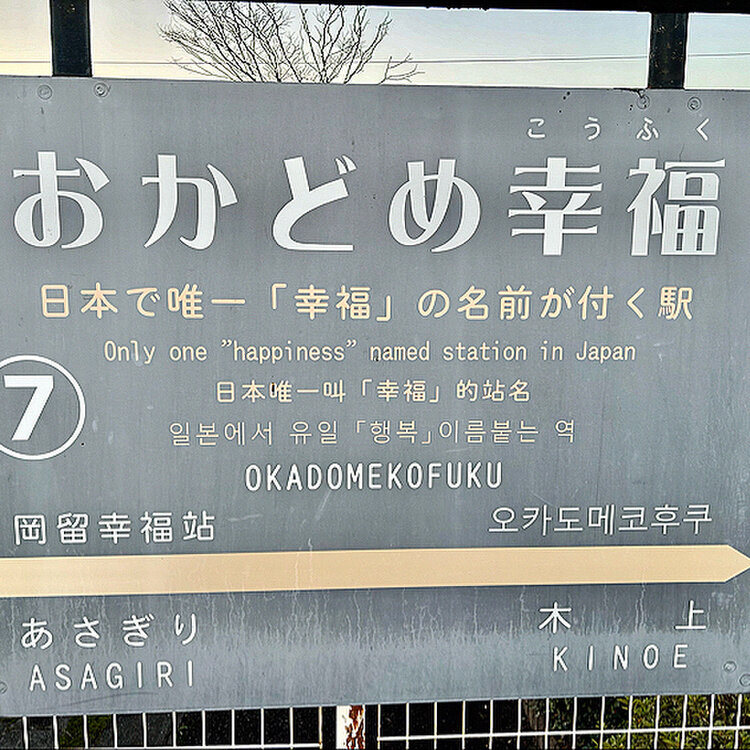 こうふく
おかどめ幸福
日本で唯一「幸福」の名前が付く駅
Only one "happiness" named station in Japan
日本唯一叫「幸福」的站名
7
일본에서 유일 「행복」이름붙는 역
OKADOMEKOFUKU
岡留幸福站 오카도메코후쿠
あさぎり 木上
ASAGIRI KINOE